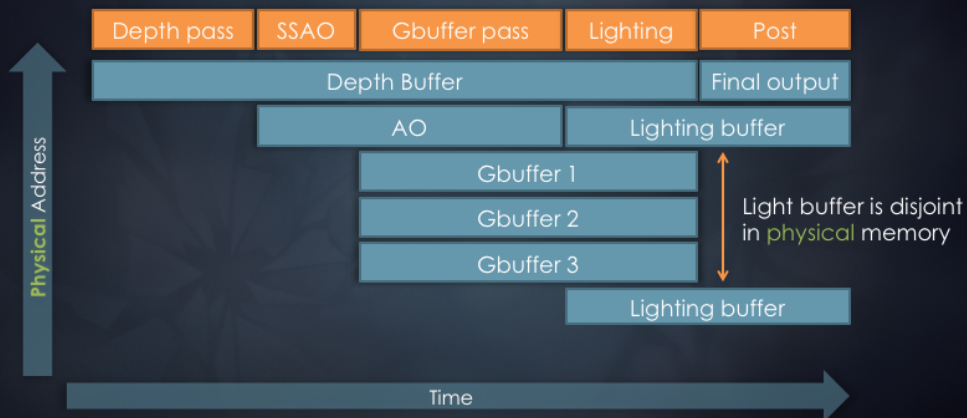 Depth pass
SSAO
Gbuffer pass
Lighting
Post
Depth Buffer
Final output
AO
Lighting buffer
Gbuffer 1
Gbuffer 2
Gbuffer 3
Lighting buffer
Light buffer is disjoint
in physical memory
Physical Address
Time